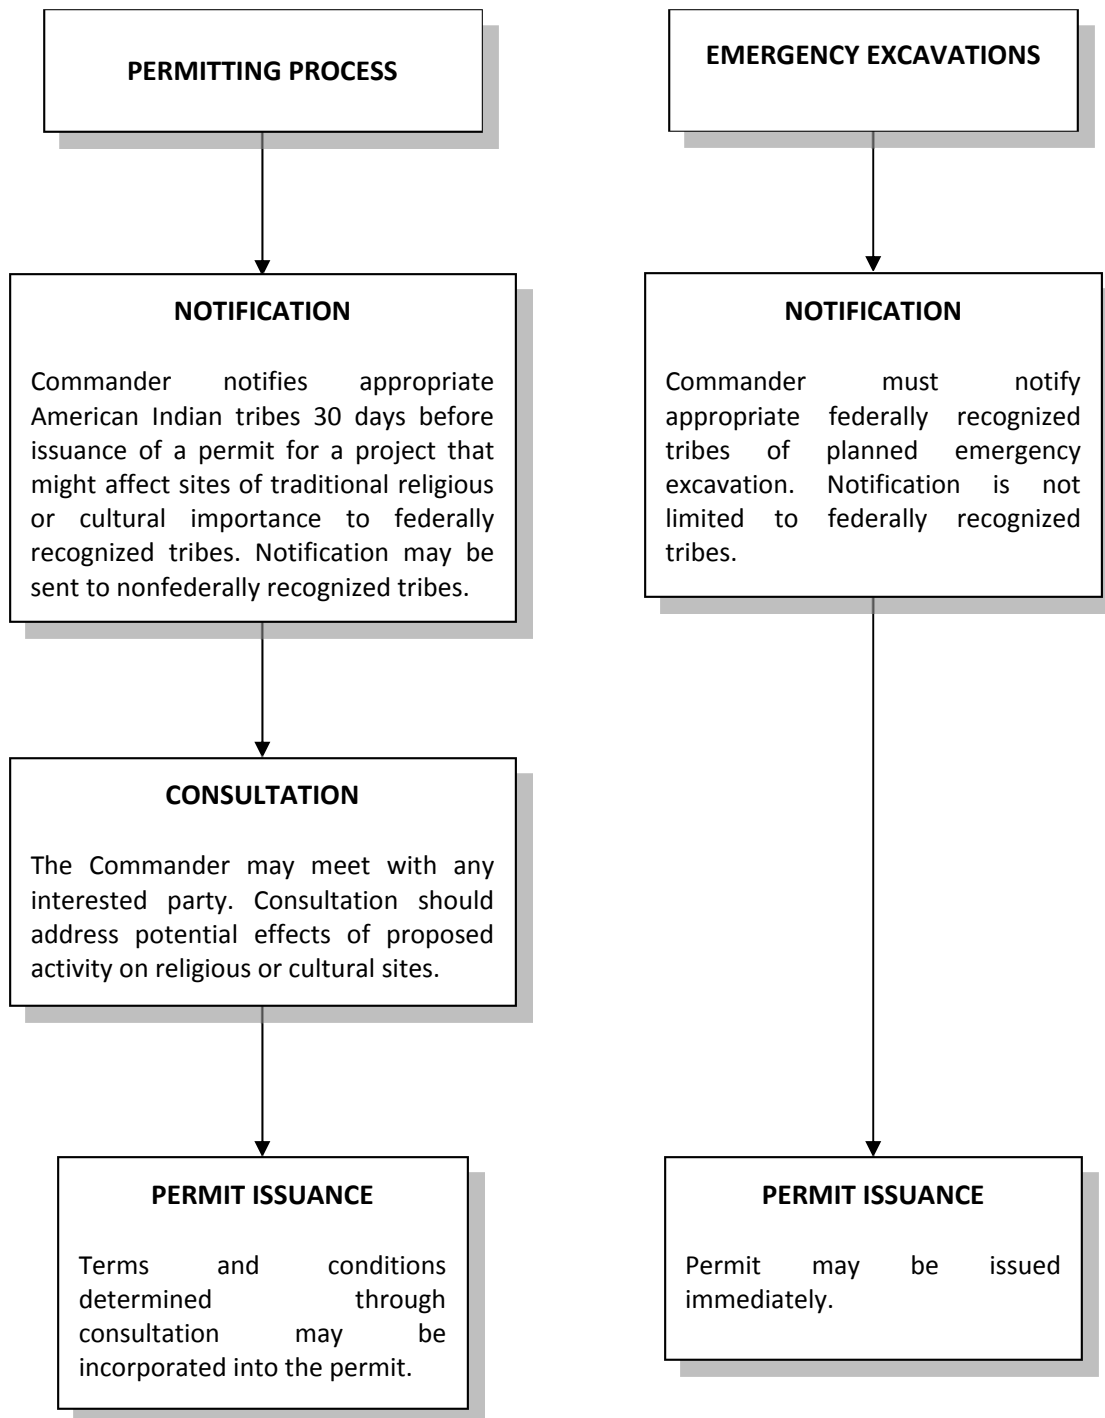 PERMITTING PROCESS
NOTIFICATION
Commander notifies appropriate
American Indian tribes 30 days before
issuance of a permit for a project that
might affect sites of traditional religious
or cultural importance to federally
recognized tribes. Notification may be
sent to nonfederally recognized tribes.
CONSULTATION
The Commander may meet with any
interested party. Consultation should
address potential effects of proposed
activity on religious or cultural sites.
PERMIT ISSUANCE
Terms and conditions
determined through
consultation may be
incorporated into the permit.
EMERGENCY EXCAVATIONS
NOTIFICATION
Commander must notify
appropriate federally recognized
tribes of planned emergency
excavation. Notification is not
limited to federally recognized
tribes.
PERMIT ISSUANCE
Permit may be issued
immediately.